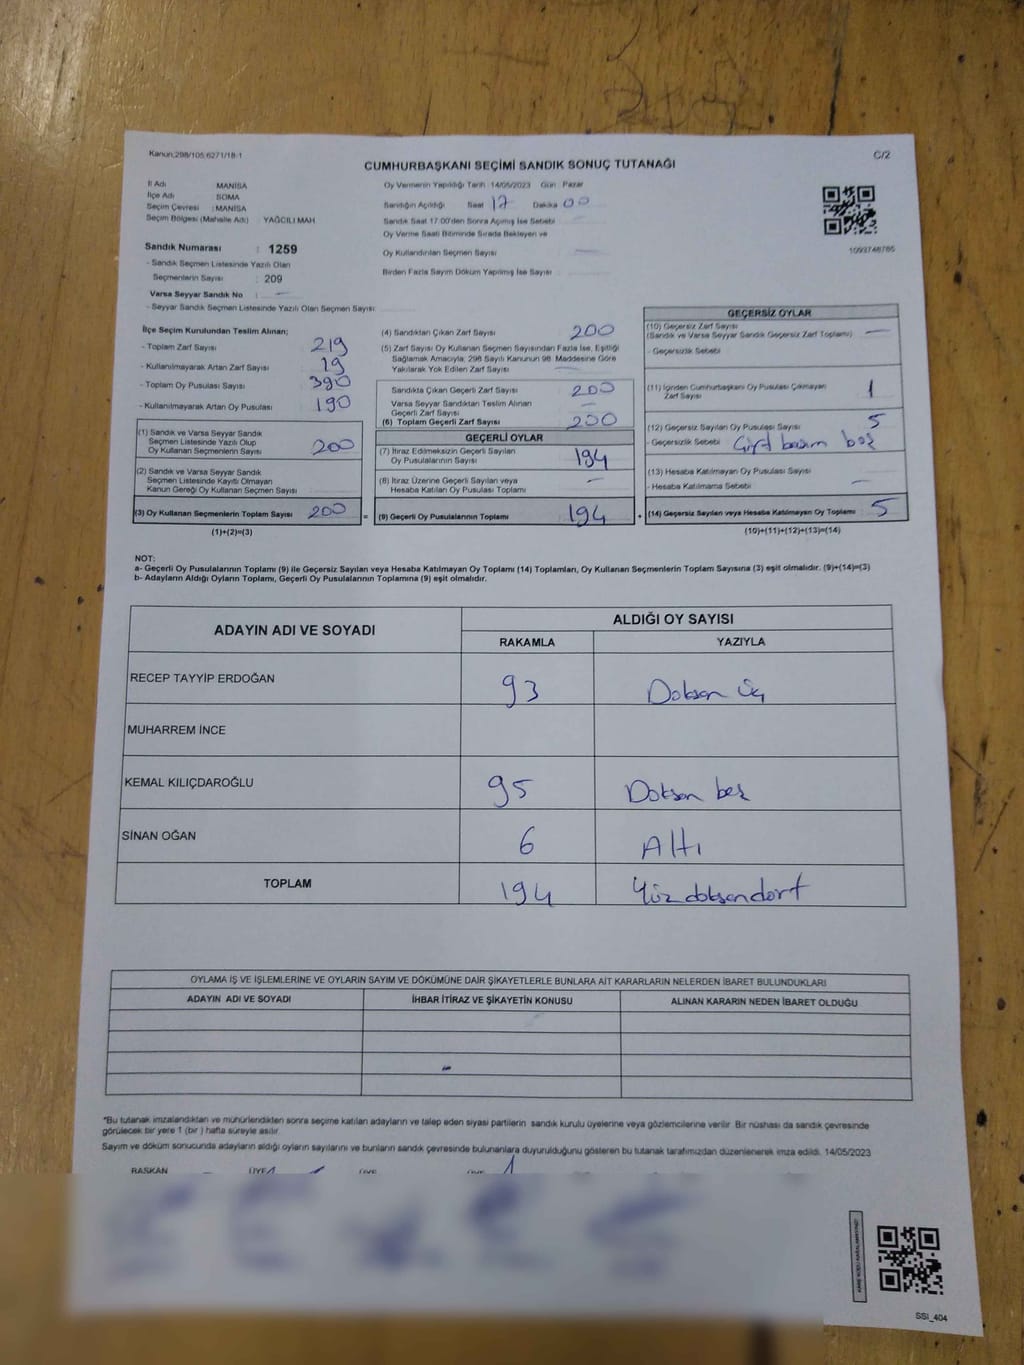 Kanun;298/105;6271/18-1
C/2
CUMHURBAŞKANI SEÇİMİ SANDIK SONUÇ TUTANAĞI
İl Adı MANİSA
İlçe Adı SOMA
Seçim Çevresi : MANİSA
Seçim Bölgesi (Mahalle Adı) YAĞCILI MAH
Sandık Numarası : 1259
- Sandık Seçmen Listesinde Yazılı Olan
Seçmenlerin Sayısı : 209
Varsa Seyyar Sandık No : —
- Seyyar Sandık Seçmen Listesinde Yazılı Olan Seçmen Sayısı:
Oy Vermenin Yapıldığı Tarih: 14/05/2023 Gün: Pazar
Sandığın Açıldığı Saat 17 Dakika 00
Sandık Saat 17:00'den Sonra Açılmış İse Sebebi
Oy Verme Saati Bitiminde Sırada Bekleyen ve
Oy Kullandırılan Seçmen Sayısı —
Birden Fazla Sayım Döküm Yapılmış İse Sayısı : —
1093748785
İlçe Seçim Kurulundan Teslim Alınan;
- Toplam Zarf Sayısı 219
- Kullanılmayarak Artan Zarf Sayısı 19
- Toplam Oy Pusulası Sayısı 390
- Kullanılmayarak Artan Oy Pusulası 190
(1) Sandık ve Varsa Seyyar Sandık
Seçmen Listesinde Yazılı Olup
Oy Kullanan Seçmenlerin Sayısı 200
(2) Sandık ve Varsa Seyyar Sandık
Seçmen Listesinde Kayıtlı Olmayan
Kanun Gereği Oy Kullanan Seçmen Sayısı
(3) Oy Kullanan Seçmenlerin Toplam Sayısı 200 =
(1)+(2)=(3)
(4) Sandıktan Çıkan Zarf Sayısı 200
(5) Zarf Sayısı Oy Kullanan Seçmen Sayısından Fazla İse, Eşitliği
Sağlamak Amacıyla, 298 Sayılı Kanunun 98. Maddesine Göre
Yakılarak Yok Edilen Zarf Sayısı —
Sandıkta Çıkan Geçerli Zarf Sayısı 200
Varsa Seyyar Sandıktan Teslim Alınan
Geçerli Zarf Sayısı —
(6) Toplam Geçerli Zarf Sayısı 200
GEÇERLİ OYLAR
(7) İtiraz Edilmeksizin Geçerli Sayılan
Oy Pusulalarının Sayısı 194
(8) İtiraz Üzerine Geçerli Sayılan veya
Hesaba Katılan Oy Pusulası Toplamı —
(9) Geçerli Oy Pusulalarının Toplamı 194 +
GEÇERSİZ OYLAR
(10) Geçersiz Zarf Sayısı
(Sandık ve Varsa Seyyar Sandık Geçersiz Zarf Toplamı) —
- Geçersizlik Sebebi
(11) İçinden Cumhurbaşkanı Oy Pusulası Çıkmayan
Zarf Sayısı 1
(12) Geçersiz Sayılan Oy Pusulası Sayısı 5
- Geçersizlik Sebebi Çift basım boş
(13) Hesaba Katılmayan Oy Pusulası Sayısı
- Hesaba Katılmama Sebebi —
(14) Geçersiz Sayılan veya Hesaba Katılmayan Oy Toplamı 5
(10)+(11)+(12)+(13)=(14)
NOT:
a- Geçerli Oy Pusulalarının Toplamı (9) ile Geçersiz Sayılan veya Hesaba Katılmayan Oy Toplamı (14) Toplamları, Oy Kullanan Seçmenlerin Toplam Sayısına (3) eşit olmalıdır. (9)+(14)=(3)
b- Adayların Aldığı Oyların Toplamı, Geçerli Oy Pusulalarının Toplamına (9) eşit olmalıdır.
ADAYIN ADI VE SOYADI ALDIĞI OY SAYISI
RAKAMLA YAZIYLA
RECEP TAYYİP ERDOĞAN 93 Doksan üç
MUHARREM İNCE
KEMAL KILIÇDAROĞLU 95 Doksan beş
SİNAN OĞAN 6 Altı
TOPLAM 194 Yüzdoksandört
OYLAMA İŞ VE İŞLEMLERİNE VE OYLARIN SAYIM VE DÖKÜMÜNE DAİR ŞİKAYETLERLE BUNLARA AİT KARARLARIN NELERDEN İBARET BULUNDUKLARI
ADAYIN ADI VE SOYADI İHBAR İTİRAZ VE ŞİKAYETİN KONUSU ALINAN KARARIN NEDEN İBARET OLDUĞU
*Bu tutanak imzalandıktan ve mühürlendikten sonra seçime katılan adayların ve talep eden siyasi partilerin sandık kurulu üyelerine veya gözlemcilerine verilir. Bir nüshası da sandık çevresinde
görülecek bir yere 1 (bir) hafta süreyle asılır.
Sayım ve döküm sonucunda adayların aldığı oyların sayılarını ve bunların sandık çevresinde bulunanlara duyurulduğunu gösteren bu tutanak tarafımızdan düzenlenerek imza edildi. 14/05/2023
BAŞKAN ÜYE ÜYE ÜYE
SSI_404